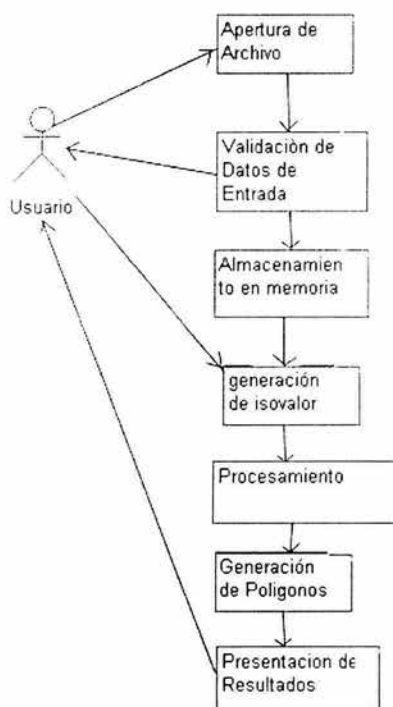 Apertura de
Archivo
Validación de
Datos de
Entrada
Usuario
Almacenamien
to en memoria
generación
de isovalor
Procesamiento
Generación
de Poligonos
Presentacion de
Resultados